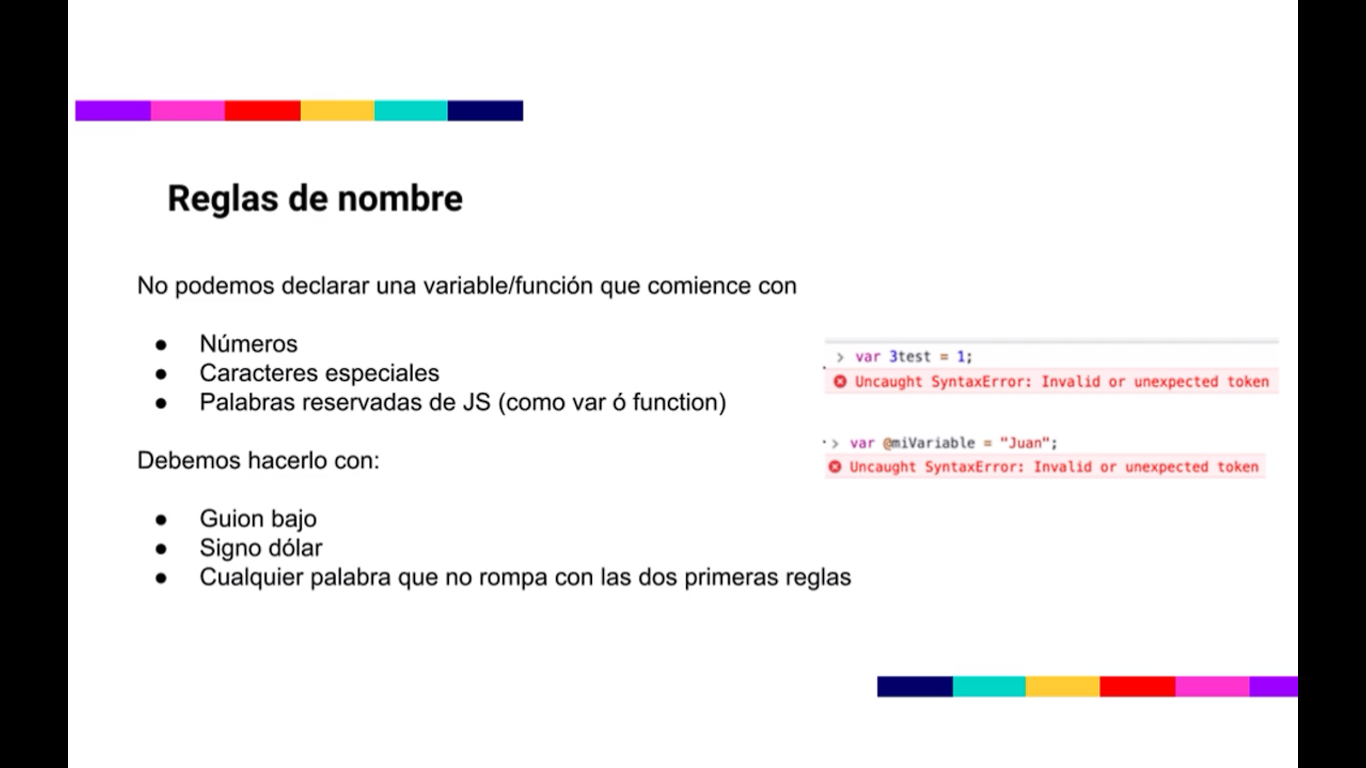 Reglas de nombre
No podemos declarar una variable/función que comience con
● Números
● Caracteres especiales
● Palabras reservadas de JS (como var ó function)
> var 3test = 1;
Uncaught SyntaxError: Invalid or unexpected token
> var @miVariable = "Juan";
Uncaught SyntaxError: Invalid or unexpected token
Debemos hacerlo con:
● Guion bajo
● Signo dólar
● Cualquier palabra que no rompa con las dos primeras reglas